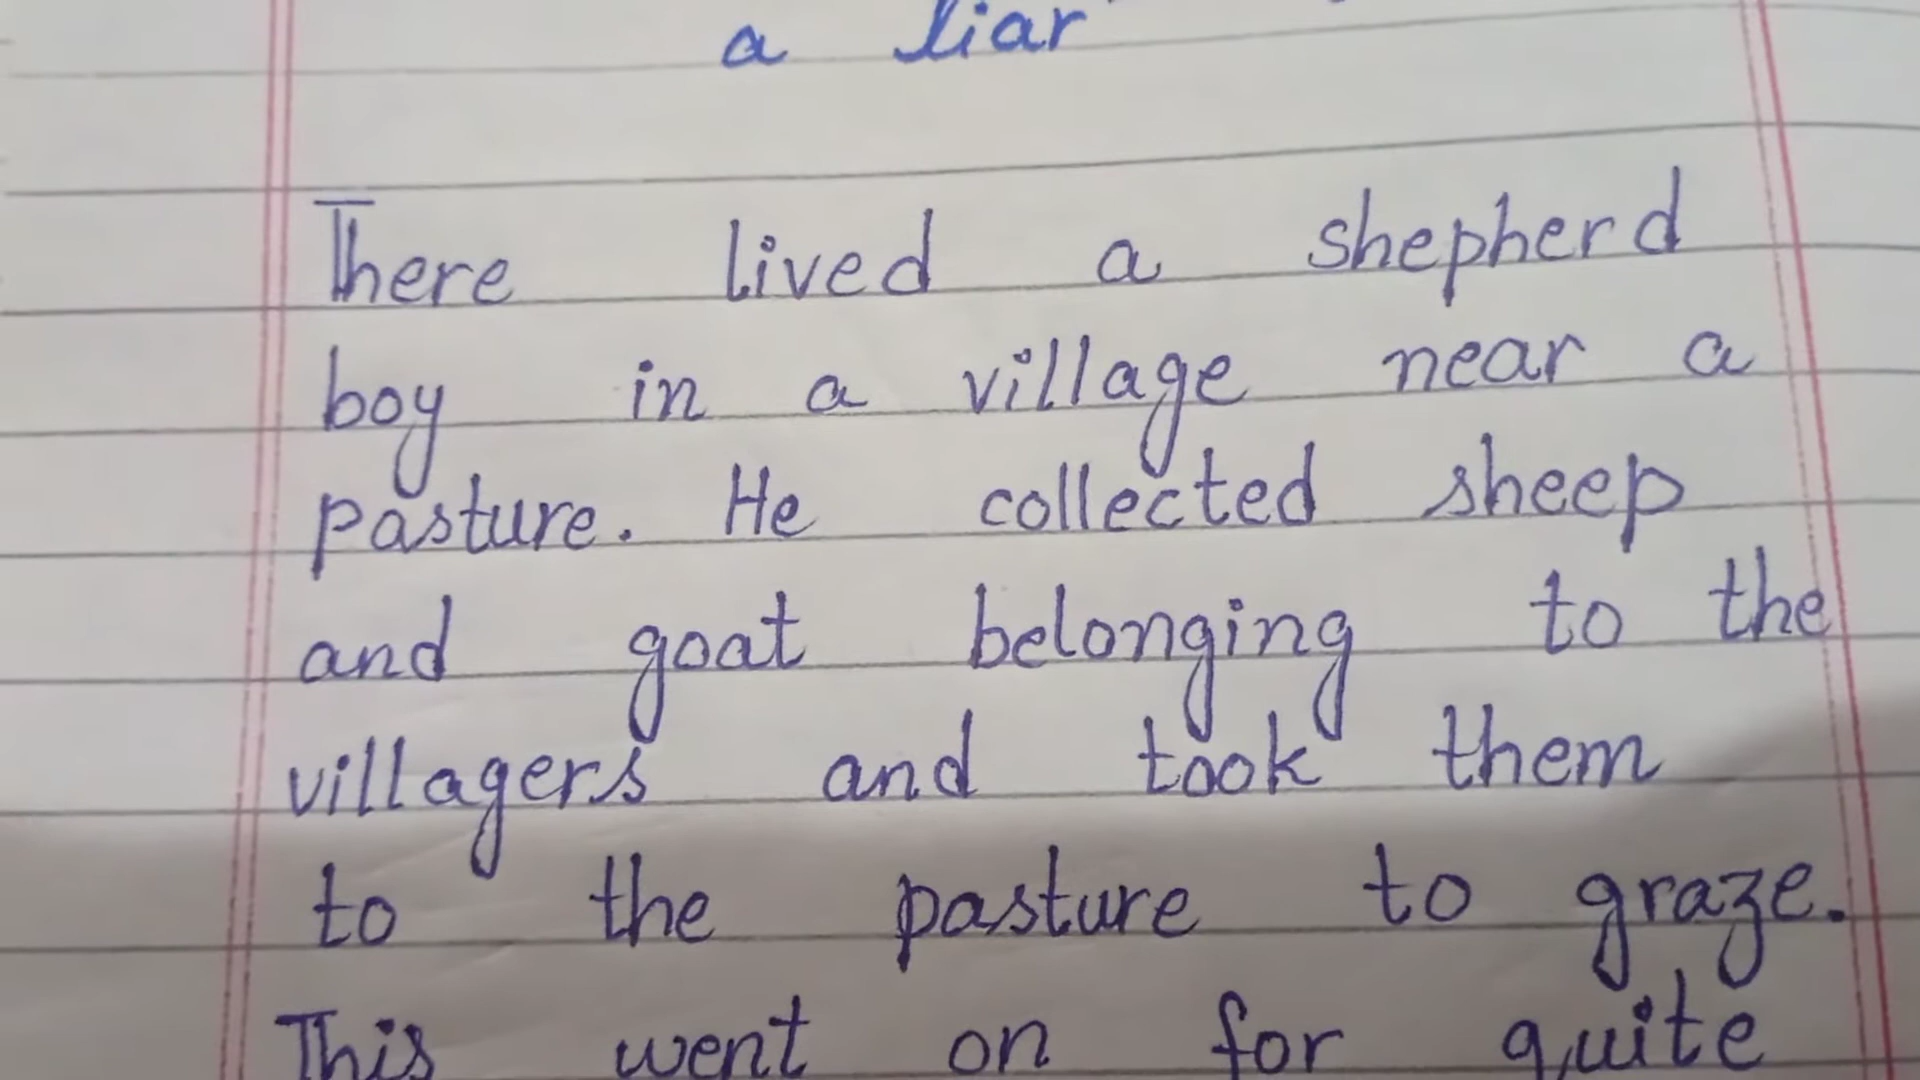 a liar
There lived a shepherd
boy in a village near a
pasture. He collected sheep
and goat belonging to the
villagers and took them
to the pasture to graze.
This went on for quite